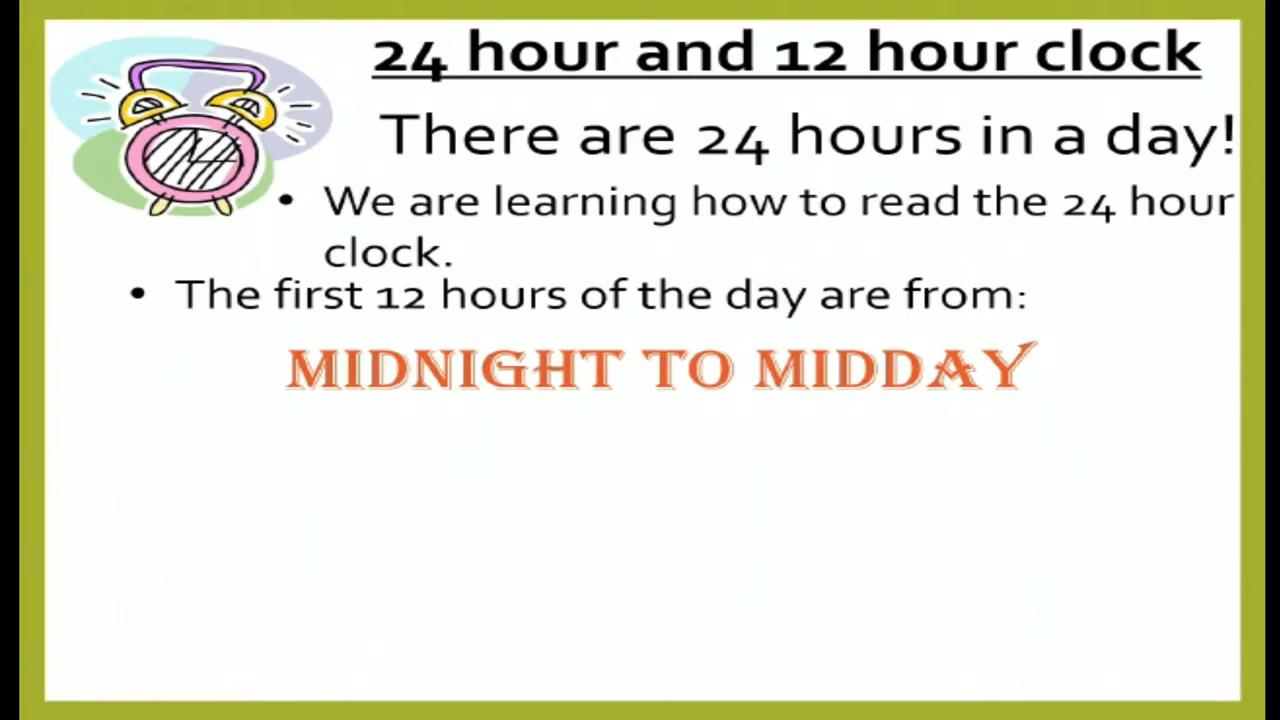 24 hour and 12 hour clock
There are 24 hours in a day!
• We are learning how to read the 24 hour
clock.
• The first 12 hours of the day are from:
MIDNIGHT TO MIDDAY